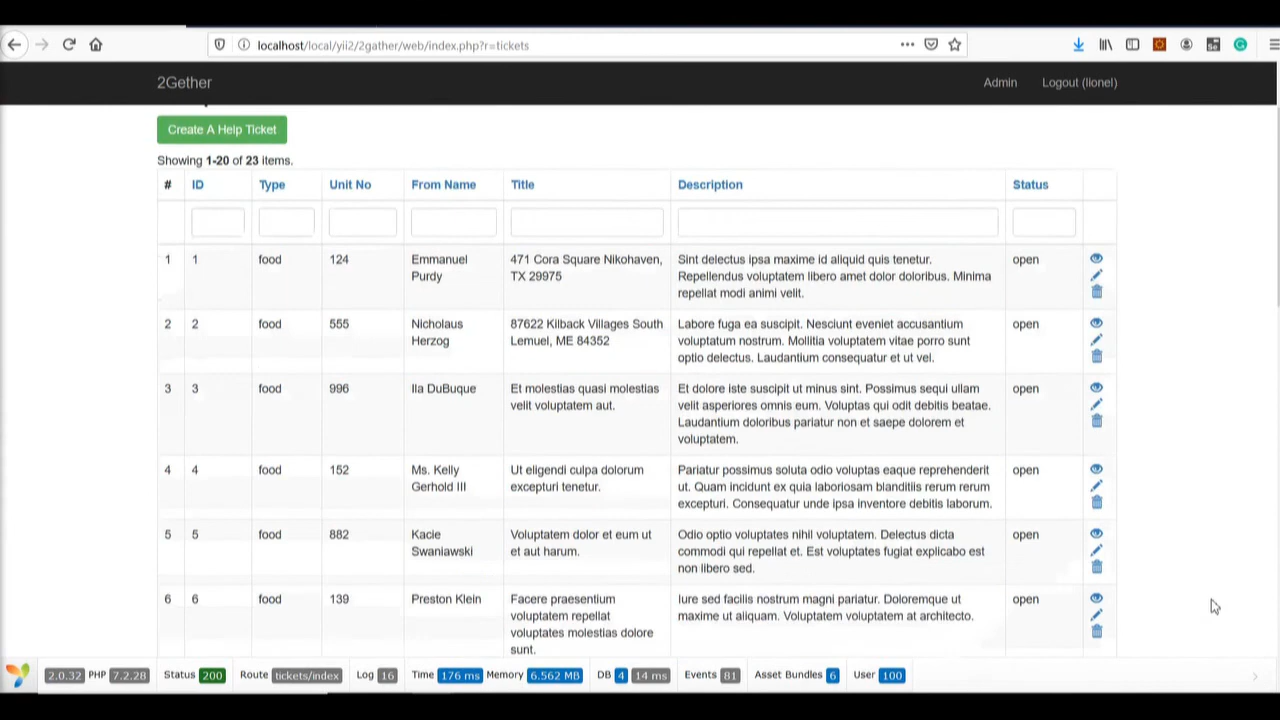 localhost/local/yii2/2gather/web/index.php?r=tickets
2Gether Admin Logout (lionel)
Create A Help Ticket
Showing 1-20 of 23 items.
# ID Type Unit No From Name Title Description Status
1 1 food 124 Emmanuel Purdy 471 Cora Square Nikohaven, TX 29975 Sint delectus ipsa maxime id aliquid quis tenetur. Repellendus voluptatem libero amet dolor doloribus. Minima repellat modi animi velit. open
2 2 food 555 Nicholaus Herzog 87622 Kilback Villages South Lemuel, ME 84352 Labore fuga ea suscipit. Nesciunt eveniet accusantium voluptatum nostrum. Mollitia voluptatem vitae porro sunt optio delectus. Laudantium consequatur et ut vel. open
3 3 food 996 Ila DuBuque Et molestias quasi molestias velit voluptatem aut. Et dolore iste suscipit ut minus sint. Possimus sequi ullam velit asperiores omnis eum. Voluptas qui odit debitis beatae. Laudantium doloribus pariatur non et saepe dolorem et voluptatem. open
4 4 food 152 Ms. Kelly Gerhold III Ut eligendi culpa dolorum excepturi tenetur. Pariatur possimus soluta odio voluptas eaque reprehenderit ut. Quam incidunt ex quia laboriosam blanditiis rerum rerum excepturi. Consequatur unde ipsa inventore debitis laborum. open
5 5 food 882 Kacie Swaniawski Voluptatem dolor et eum ut et aut harum. Odio optio voluptates nihil voluptatem. Delectus dicta commodi qui repellat et. Est voluptates fugiat explicabo est non libero sed. open
6 6 food 139 Preston Klein Facere praesentium voluptatem repellat voluptates molestias dolore sunt. Iure sed facilis nostrum magni pariatur. Doloremque ut maxime ut aliquam. Voluptatem voluptatem at architecto. open
2.0.32 PHP 7.2.28 Status 200 Route tickets/index Log 16 Time 176 ms Memory 6.562 MB DB 4 14 ms Events 81 Asset Bundles 6 User 100